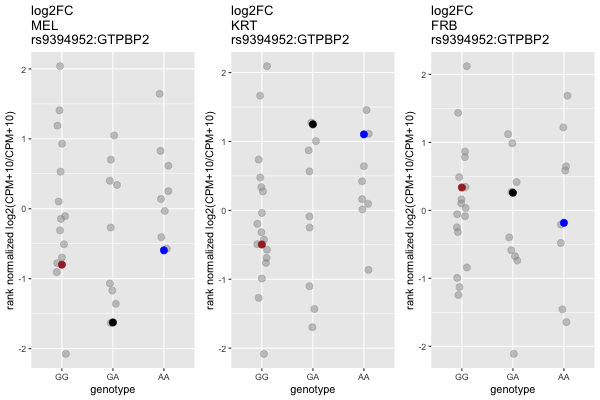 log2FC
MEL
rs9394952:GTPBP2
rank normalized log2(CPM+10/CPM+10)
2
1
0
-1
-2
GG
GA
AA
genotype
log2FC
KRT
rs9394952:GTPBP2
rank normalized log2(CPM+10/CPM+10)
2
1
0
-1
-2
GG
GA
AA
genotype
log2FC
FRB
rs9394952:GTPBP2
rank normalized log2(CPM+10/CPM+10)
2
1
0
-1
-2
GG
GA
AA
genotype